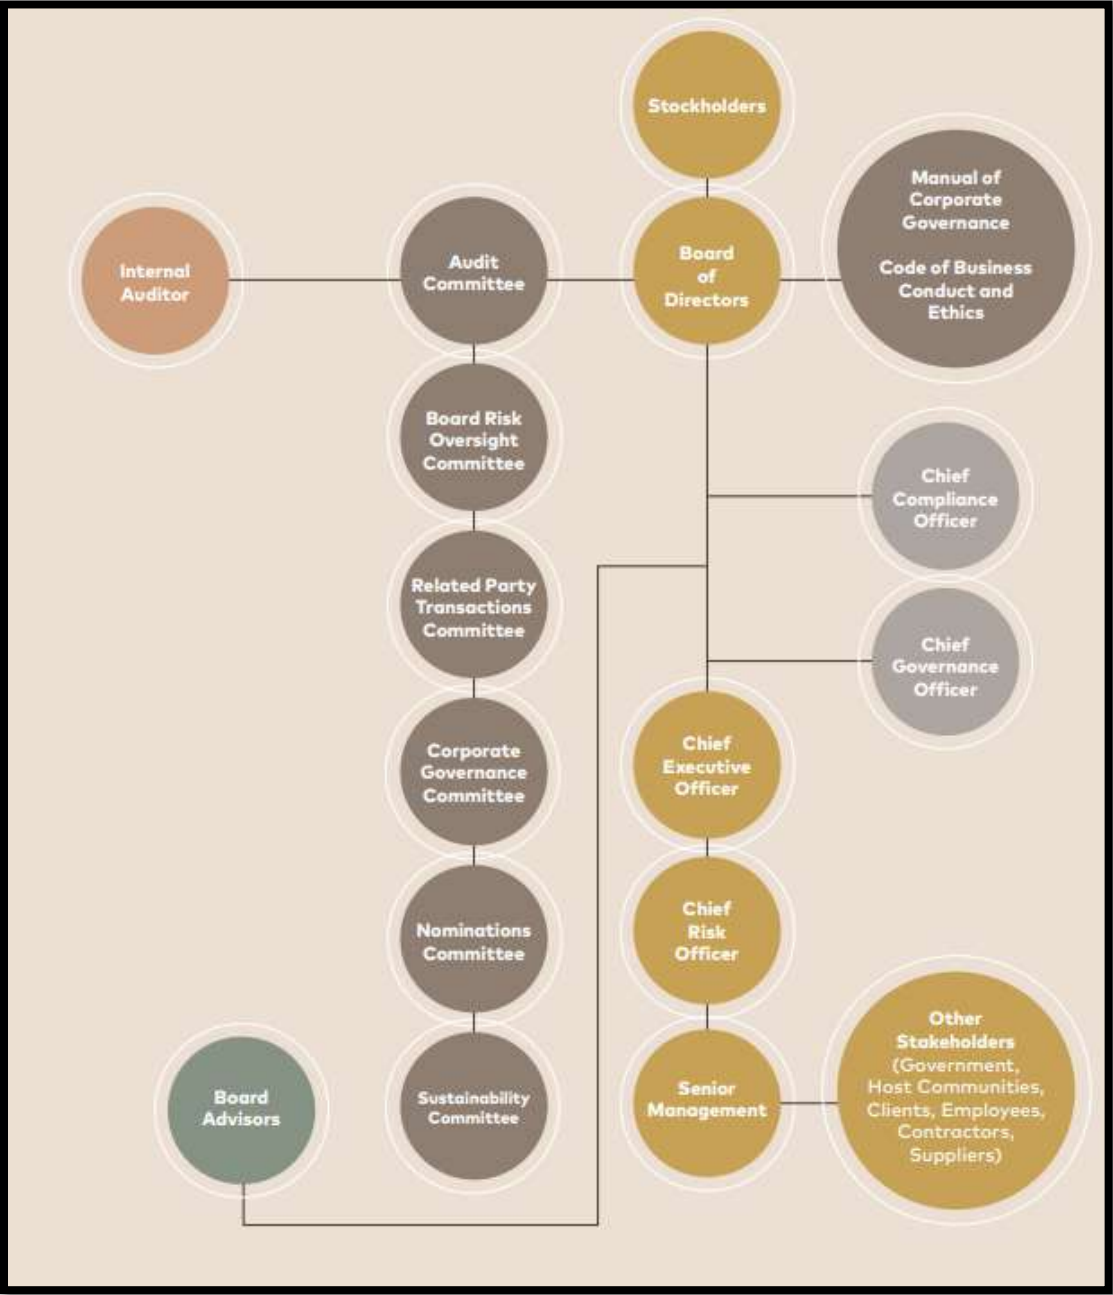 Stockholders
Manual of
Corporate
Governance
Code of Business
Conduct and
Ethics
Board
of
Directors
Audit
Committee
Internal
Auditor
Board Risk
Oversight
Committee
Chief
Compliance
Officer
Related Party
Transactions
Committee
Chief
Governance
Officer
Corporate
Governance
Committee
Chief
Executive
Officer
Nominations
Committee
Chief
Risk
Officer
Board
Advisors
Sustainability
Committee
Senior
Management
Other
Stakeholders
(Government,
Host Communities,
Clients, Employees,
Contractors,
Suppliers)